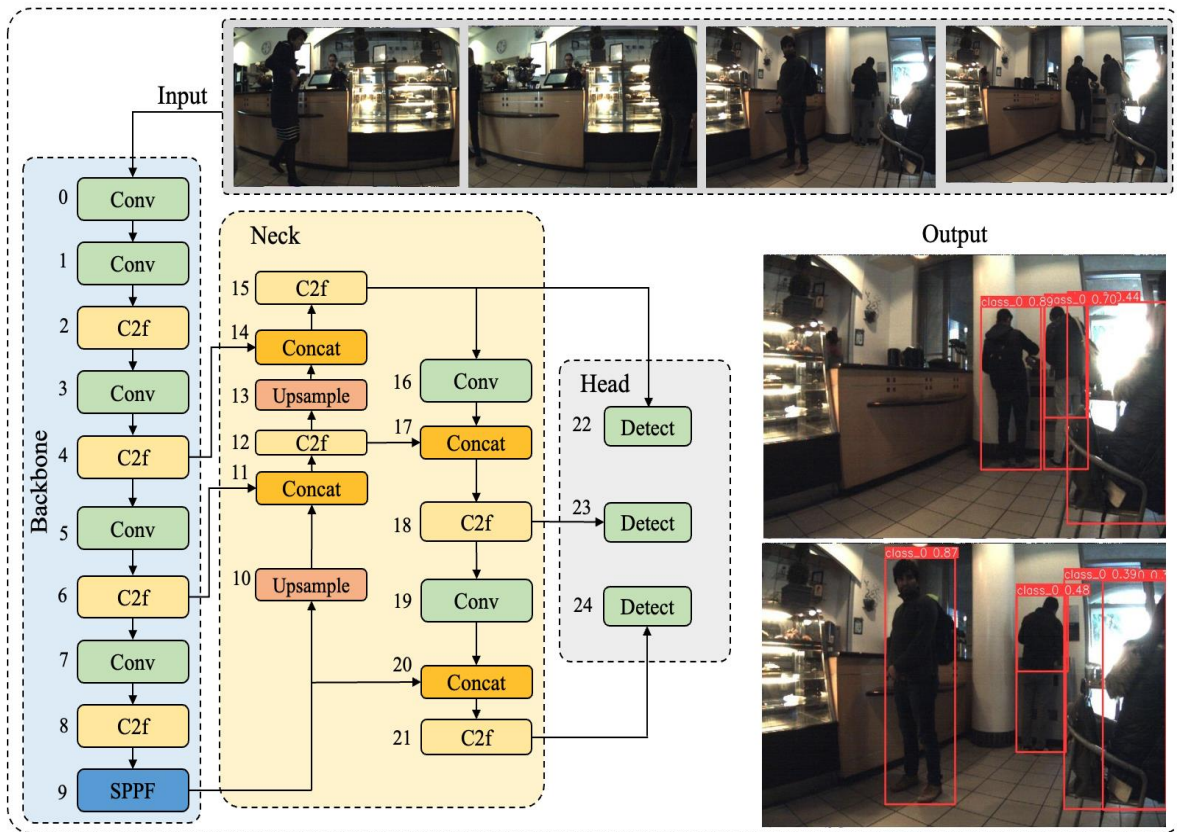 Input
Backbone
0 Conv
1 Conv
2 C2f
3 Conv
4 C2f
5 Conv
6 C2f
7 Conv
8 C2f
9 SPPF
Neck
15 C2f
14 Concat
13 Upsample
12 C2f
11 Concat
10 Upsample
16 Conv
17 Concat
18 C2f
19 Conv
20 Concat
21 C2f
Head
22 Detect
23 Detect
24 Detect
Output
class_0 0.89
ass_0 0.70
.44
class_0 0.87
class_0 0.48
class_0 0.39